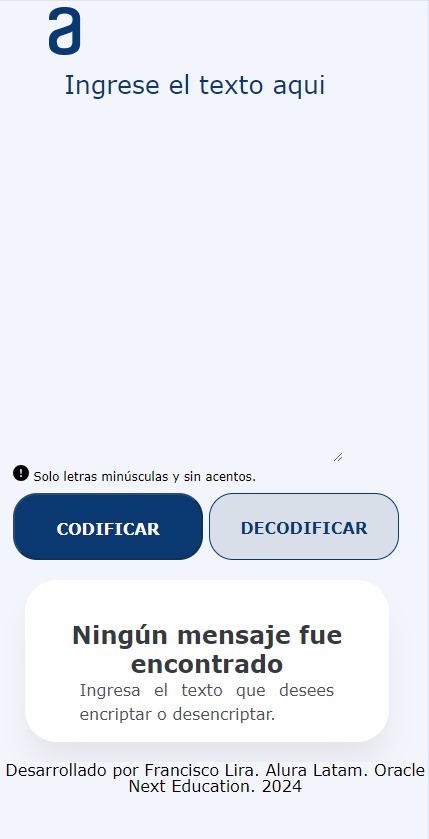 a
Ingrese el texto aqui
! Solo letras minúsculas y sin acentos.
CODIFICAR
DECODIFICAR
Ningún mensaje fue
encontrado
Ingresa el texto que desees
encriptar o desencriptar.
Desarrollado por Francisco Lira. Alura Latam. Oracle
Next Education. 2024